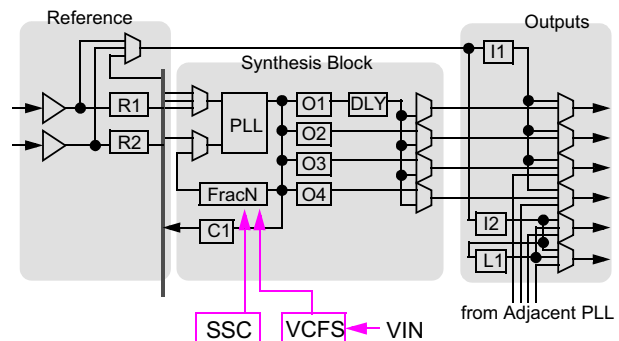 Reference
Outputs
Synthesis Block
I1
R1
R2
PLL
O1
DLY
O2
O3
O4
FracN
C1
I2
L1
from Adjacent PLL
SSC
VCFS
VIN